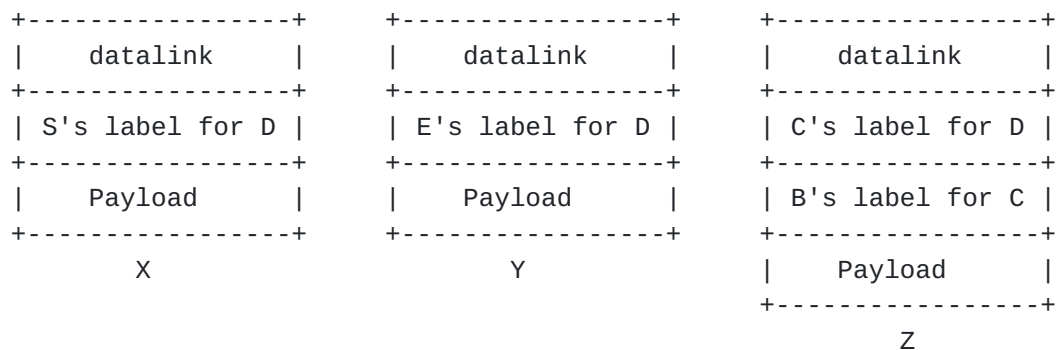 +-----------------+     +-----------------+     +-----------------+
|    datalink     |     |    datalink     |     |    datalink     |
+-----------------+     +-----------------+     +-----------------+
| S's label for D |     | E's label for D |     | C's label for D |
+-----------------+     +-----------------+     +-----------------+
|    Payload      |     |    Payload      |     | B's label for C |
+-----------------+     +-----------------+     +-----------------+
        X                       Y               |    Payload      |
                                                +-----------------+
                                                        Z